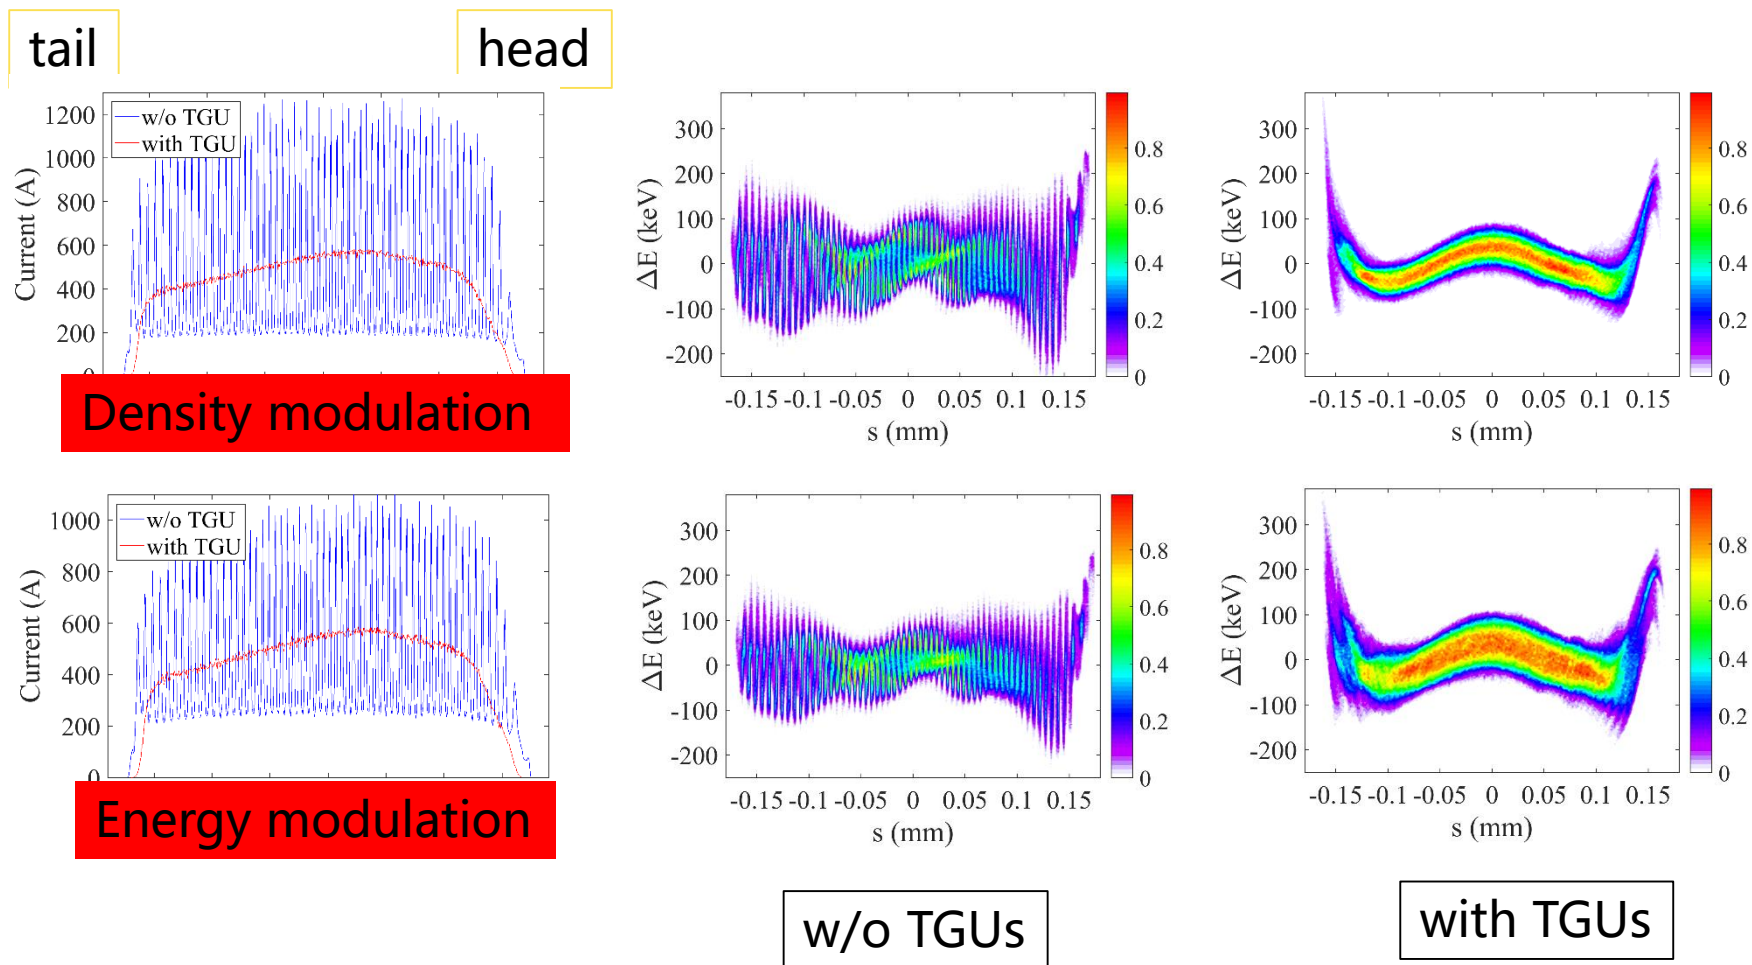 tail
head
1200
1000
800
600
400
200
0
Current (A)
w/o TGU
with TGU
Density modulation
300
200
100
0
-100
-200
ΔE (keV)
-0.15 -0.1 -0.05 0 0.05 0.1 0.15
s (mm)
0.8
0.6
0.4
0.2
0
300
200
100
0
-100
-200
ΔE (keV)
-0.15 -0.1 -0.05 0 0.05 0.1 0.15
s (mm)
0.8
0.6
0.4
0.2
0
1000
800
600
400
200
0
Current (A)
w/o TGU
with TGU
Energy modulation
300
200
100
0
-100
-200
ΔE (keV)
-0.15 -0.1 -0.05 0 0.05 0.1 0.15
s (mm)
0.8
0.6
0.4
0.2
0
300
200
100
0
-100
-200
ΔE (keV)
-0.15 -0.1 -0.05 0 0.05 0.1 0.15
s (mm)
0.8
0.6
0.4
0.2
0
w/o TGUs
with TGUs